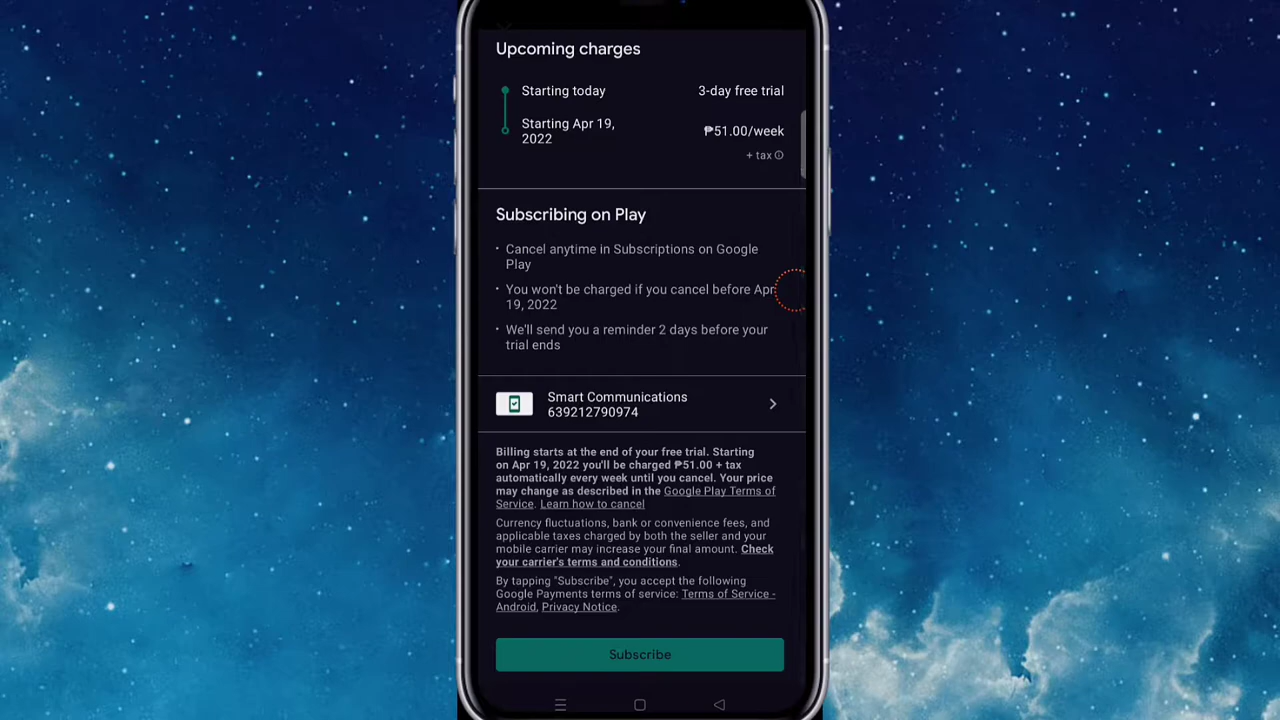 Upcoming charges
Starting today 3-day free trial
Starting Apr 19,
2022
₱51.00/week
+ tax
Subscribing on Play
• Cancel anytime in Subscriptions on Google
Play
• You won't be charged if you cancel before Apr
19, 2022
• We'll send you a reminder 2 days before your
trial ends
Smart Communications
639212790974
Billing starts at the end of your free trial. Starting
on Apr 19, 2022 you'll be charged ₱51.00 + tax
automatically every week until you cancel. Your price
may change as described in the Google Play Terms of
Service. Learn how to cancel
Currency fluctuations, bank or convenience fees, and
applicable taxes charged by both the seller and your
mobile carrier may increase your final amount. Check
your carrier's terms and conditions.
By tapping "Subscribe", you accept the following
Google Payments terms of service: Terms of Service -
Android, Privacy Notice.
Subscribe